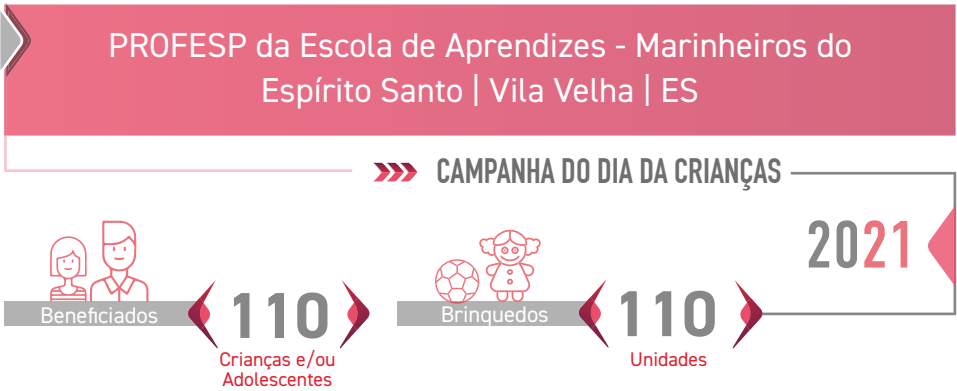 PROFESP da Escola de Aprendizes - Marinheiros do
Espírito Santo | Vila Velha | ES
CAMPANHA DO DIA DA CRIANÇAS
2021
Beneficiados
110
Crianças e/ou
Adolescentes
Brinquedos
110
Unidades